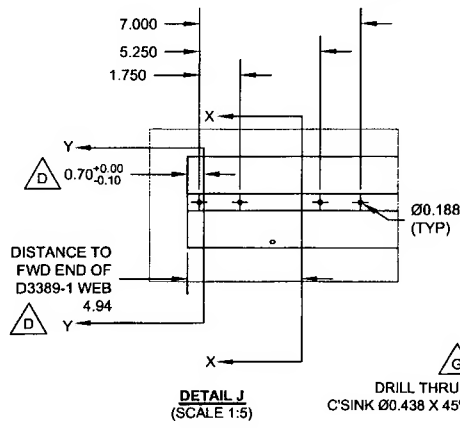 7.000
5.250
1.750
X
Y
D
0.70 +0.00 -0.10
Ø0.188
(TYP)
DISTANCE TO
FWD END OF
D3389-1 WEB
4.94
D
Y
X
G
DETAIL J
(SCALE 1:5)
DRILL THRU
C'SINK Ø0.438 X 45°